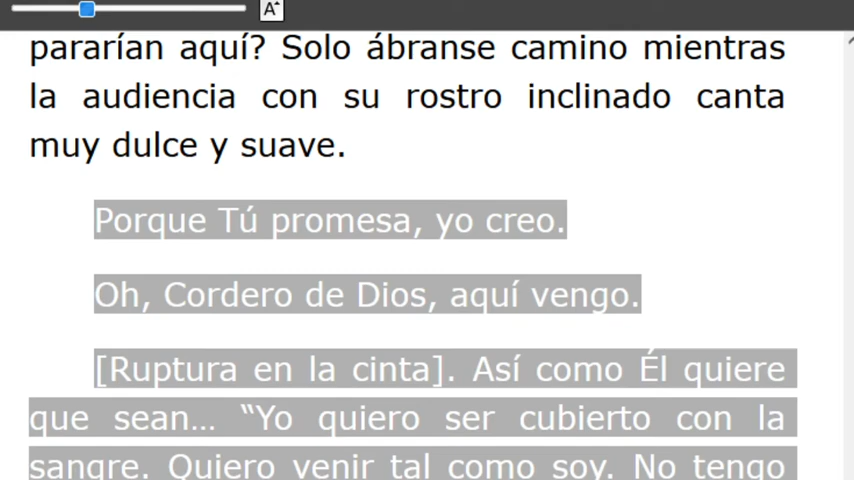 A
pararían aquí? Solo ábranse camino mientras
la audiencia con su rostro inclinado canta
muy dulce y suave.
Porque Tú promesa, yo creo.
Oh, Cordero de Dios, aquí vengo.
[Ruptura en la cinta]. Así como Él quiere
que sean… “Yo quiero ser cubierto con la
sangre. Quiero venir tal como soy. No tengo